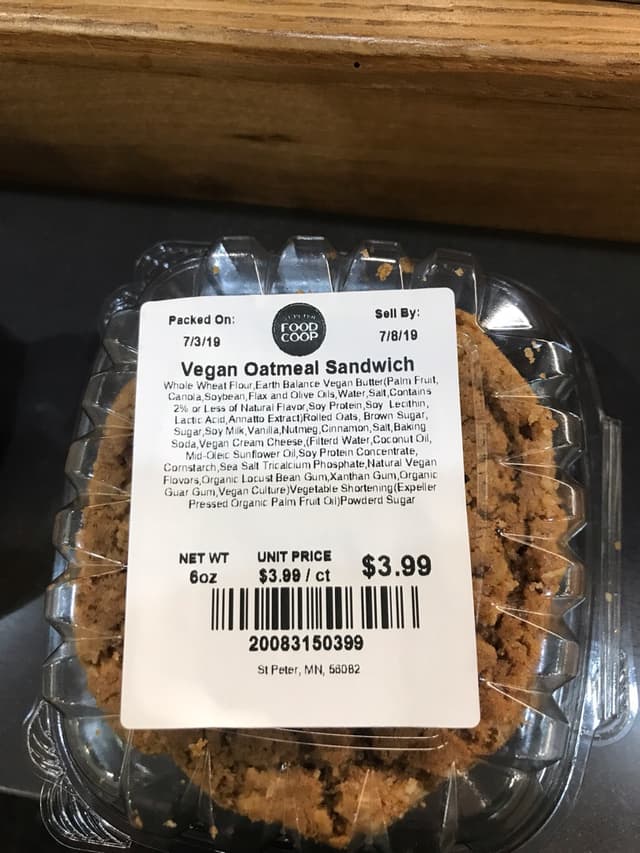 Packed On:
7/3/19
FOOD
COOP
Sell By:
7/8/19
Vegan Oatmeal Sandwich
Whole Wheat Flour,Earth Balance Vegan Butter(Palm Fruit,
Canola,Soybean,Flax and Olive Oils,Water,Salt,Contains
2% or Less of Natural Flavor,Soy Protein,Soy Lecithin,
Lactic Acid,Annatto Extract)Rolled Oats, Brown Sugar,
Sugar,Soy Milk,Vanilla,Nutmeg,Cinnamon,Salt,Baking
Soda,Vegan Cream Cheese,(Filterd Water,Coconut Oil,
Mid-Oleic Sunflower Oil,Soy Protein Concentrate,
Cornstarch,Sea Salt Tricalcium Phosphate,Natural Vegan
Flavors,Organic Locust Bean Gum,Xanthan Gum,Organic
Guar Gum,Vegan Culture)Vegetable Shortening(Expeller
Pressed Organic Palm Fruit Oil)Powderd Sugar
NET WT
6oz
UNIT PRICE
$3.99 / ct
$3.99
20083150399
St Peter, MN, 56082